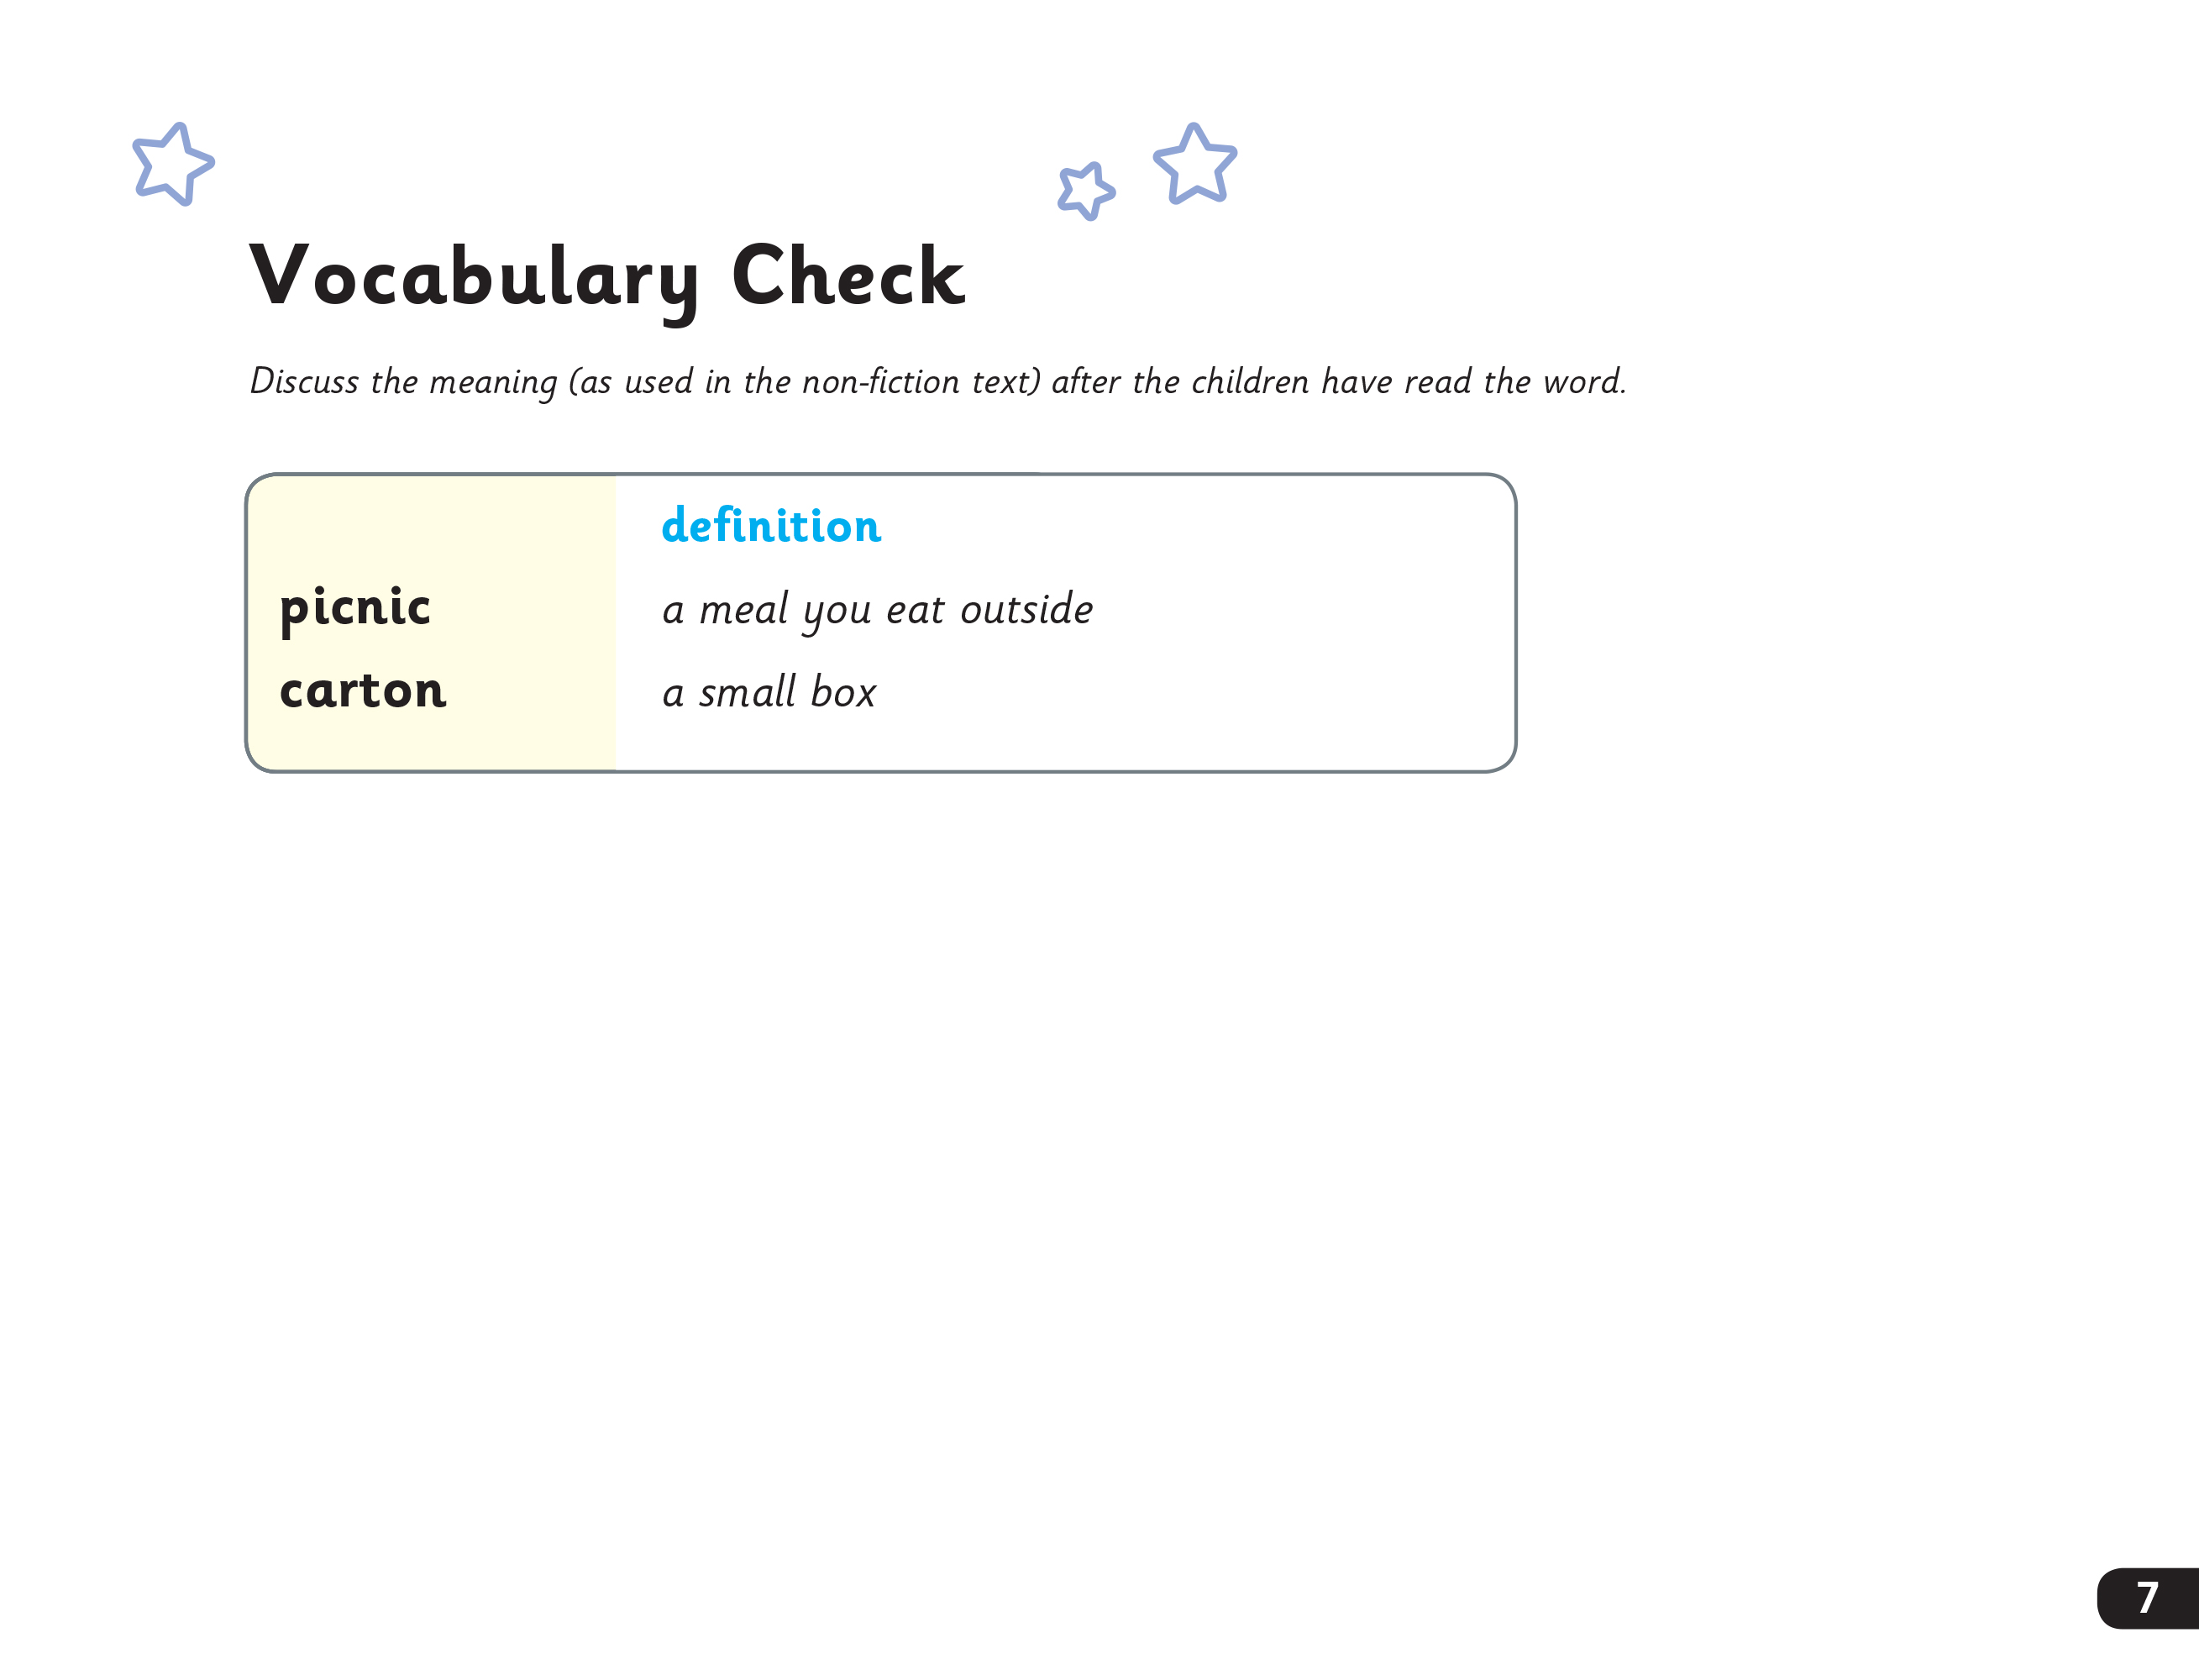 Vocabulary Check
Discuss the meaning (as used in the non-fiction text) after the children have read the word.
definition
picnic a meal you eat outside
carton a small box
7